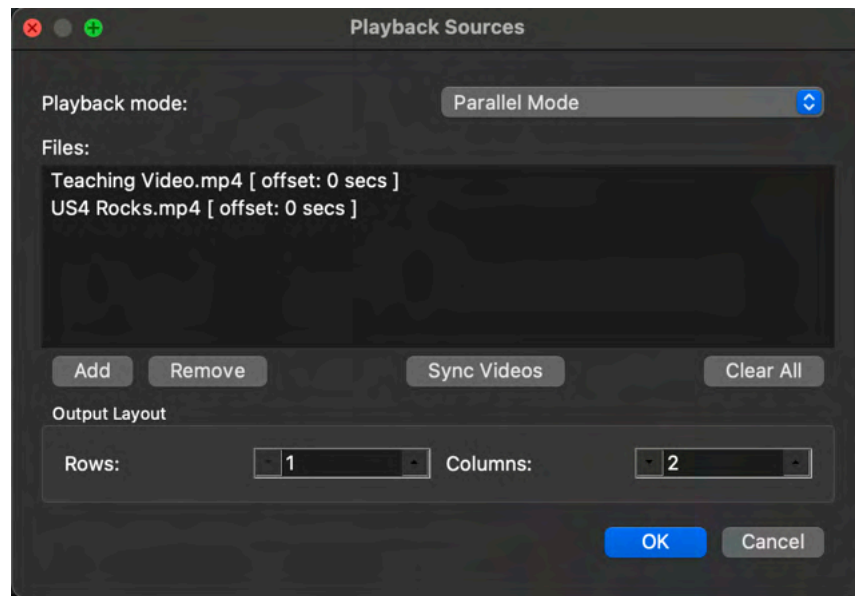 Playback Sources
Playback mode: Parallel Mode
Files:
Teaching Video.mp4 [ offset: 0 secs ]
US4 Rocks.mp4 [ offset: 0 secs ]
Add Remove Sync Videos Clear All
Output Layout
Rows: - 1 Columns: - 2
OK Cancel